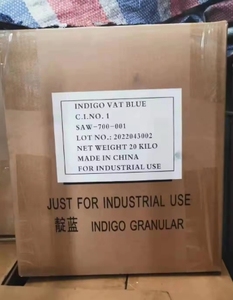 INDIGO VAT BLUE
C.I.NO. 1
SAW-700-001
LOT NO.: 2022043002
NET WEIGHT 20 KILO
MADE IN CHINA
FOR INDUSTRIAL USE
JUST FOR INDUSTRIAL USE
靛蓝 INDIGO GRANULAR